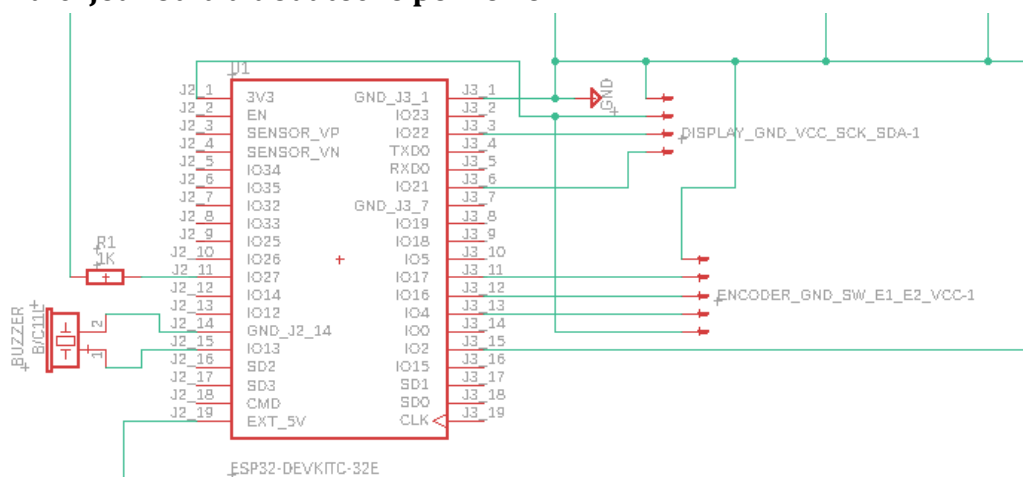 U1
J2_1 3V3 GND_J3_1 J3_1 GND
J2_2 EN IO23 J3_2
J2_3 SENSOR_VP IO22 J3_3 DISPLAY_GND_VCC_SCK_SDA-1
J2_4 SENSOR_VN TXD0 J3_4
J2_5 IO34 RXD0 J3_5
J2_6 IO35 IO21 J3_6
J2_7 IO32 GND_J3_7 J3_7
J2_8 IO33 IO19 J3_8
J2_9 IO25 IO18 J3_9
R1
1K
J2_10 IO26 IO5 J3_10
J2_11 IO27 IO17 J3_11
J2_12 IO14 IO16 J3_12 ENCODER_GND_SW_E1_E2_VCC-1
J2_13 IO12 IO4 J3_13
BUZZER
2
J2_14 GND_J2_14 IO0 J3_14
1
J2_15 IO13 IO2 J3_15
J2_16 SD2 IO15 J3_16
J2_17 SD3 SD1 J3_17
J2_18 CMD SD0 J3_18
J2_19 EXT_5V CLK J3_19
ESP32-DEVKITC-32E